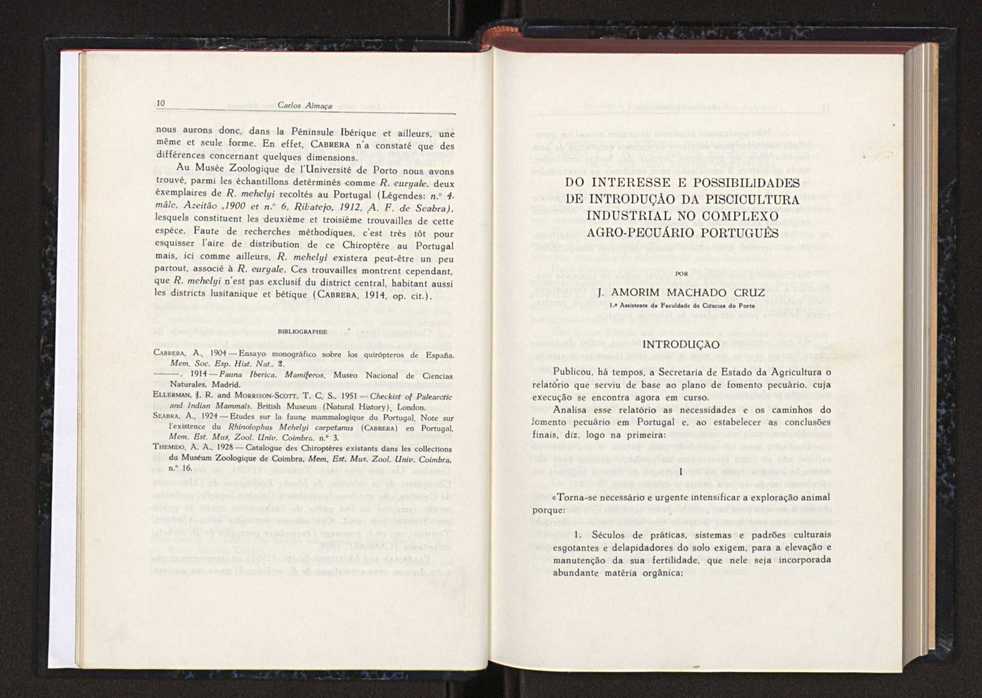 10
Carlos Almaça
nous aurons donc, dans la Péninsule Ibérique et ailleurs, une
même et seule forme. En effet, CABRERA n'a constaté que des
différences concernant quelques dimensions.
Au Musée Zoologique de l'Université de Porto nous avons
trouvé, parmi les échantillons detèrminés comme R. euryale, deux
éxemplaires de R. mehelyi recoltés au Portugal (Légendes: n.º 4,
mâle, Azeitão ,1900 et n.º 6, Ribatejo, 1912, A. F. de Seabra),
lesquels constituent les deuxième et troisième trouvailles de cette
espèce. Faute de recherches méthodiques, c'est très tôt pour
esquisser l'aire de distribution de ce Chiroptère au Portugal
mais, ici comme ailleurs, R. mehelyi existera peut-être un peu
partout, associé à R. euryale. Ces trouvailles montrent cependant,
que R. mehelyi n'est pas exclusif du district central, habitant aussi
les districts lusitanique et bétique (CABRERA, 1914, op. cit.).
BIBLIOGRAPHIE
CABRERA, A., 1904 — Ensayo monográfico sobre los quirópteros de España.
Mem. Soc. Esp. Hist. Nat., 2.
———, 1914 — Fauna Iberica. Mamíferos, Museo Nacional de Ciencias
Naturales, Madrid.
ELLERMAN, J. R. and MORRISON-SCOTT, T. C. S., 1951 — Checkist of Palearctic
and Indian Mammals. British Museum (Natural History), London.
SEABRA, A., 1924 — Etudes sur la faune mammalogique du Portugal. Note sur
l'existence du Rhinolophus Mehelyi carpetanus (CABRERA) en Portugal,
Mem. Est. Mus. Zool. Univ. Coimbra, n.º 3.
THEMIDO, A. A., 1928 — Catalogue des Chiroptères existants dans les collections
du Muséum Zoologique de Coimbra, Mem. Est. Mus. Zool. Univ. Coimbra,
n.º 16.
DO INTERESSE E POSSIBILIDADES
DE INTRODUÇÃO DA PISCICULTURA
INDUSTRIAL NO COMPLEXO
AGRO-PECUÁRIO PORTUGUÊS
POR
J. AMORIM MACHADO CRUZ
1.º Assistente da Faculdade de Ciências do Porto
INTRODUÇÃO
Publicou, há tempos, a Secretaria de Estado da Agricultura o
relatório que serviu de base ao plano de fomento pecuário, cuja
execução se encontra agora em curso.
Analisa esse relatório as necessidades e os caminhos do
fomento pecuário em Portugal e, ao estabelecer as conclusões
finais, diz, logo na primeira:
I
«Torna-se necessário e urgente intensificar a exploração animal
porque:
1. Séculos de práticas, sistemas e padrões culturais
esgotantes e delapidadores do solo exigem, para a elevação e
manutenção da sua fertilidade, que nele seja incorporada
abundante matéria orgânica;